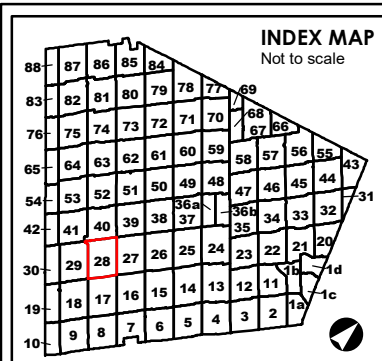 INDEX MAP
Not to scale
88 87 86 85 84
83 82 81 80 79 78 77 69
76 75 74 73 72 71 70 68 67 66
65 64 63 62 61 60 59 58 57 56 55 43
54 53 52 51 50 49 48 47 46 45 44 31
42 41 40 39 38 37 36a 36b 35 34 33 32
30 29 28 27 26 25 24 23 22 21 20
19 18 17 16 15 14 13 12 11 1b 1d
10 9 8 7 6 5 4 3 2 1a 1c